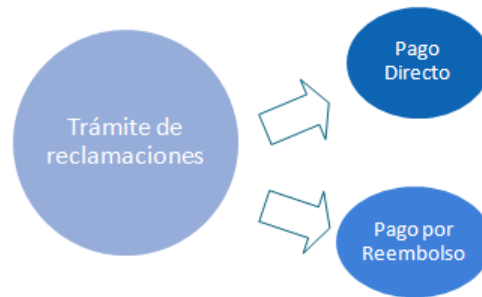 Trámite de
reclamaciones
Pago
Directo
Pago por
Reembolso